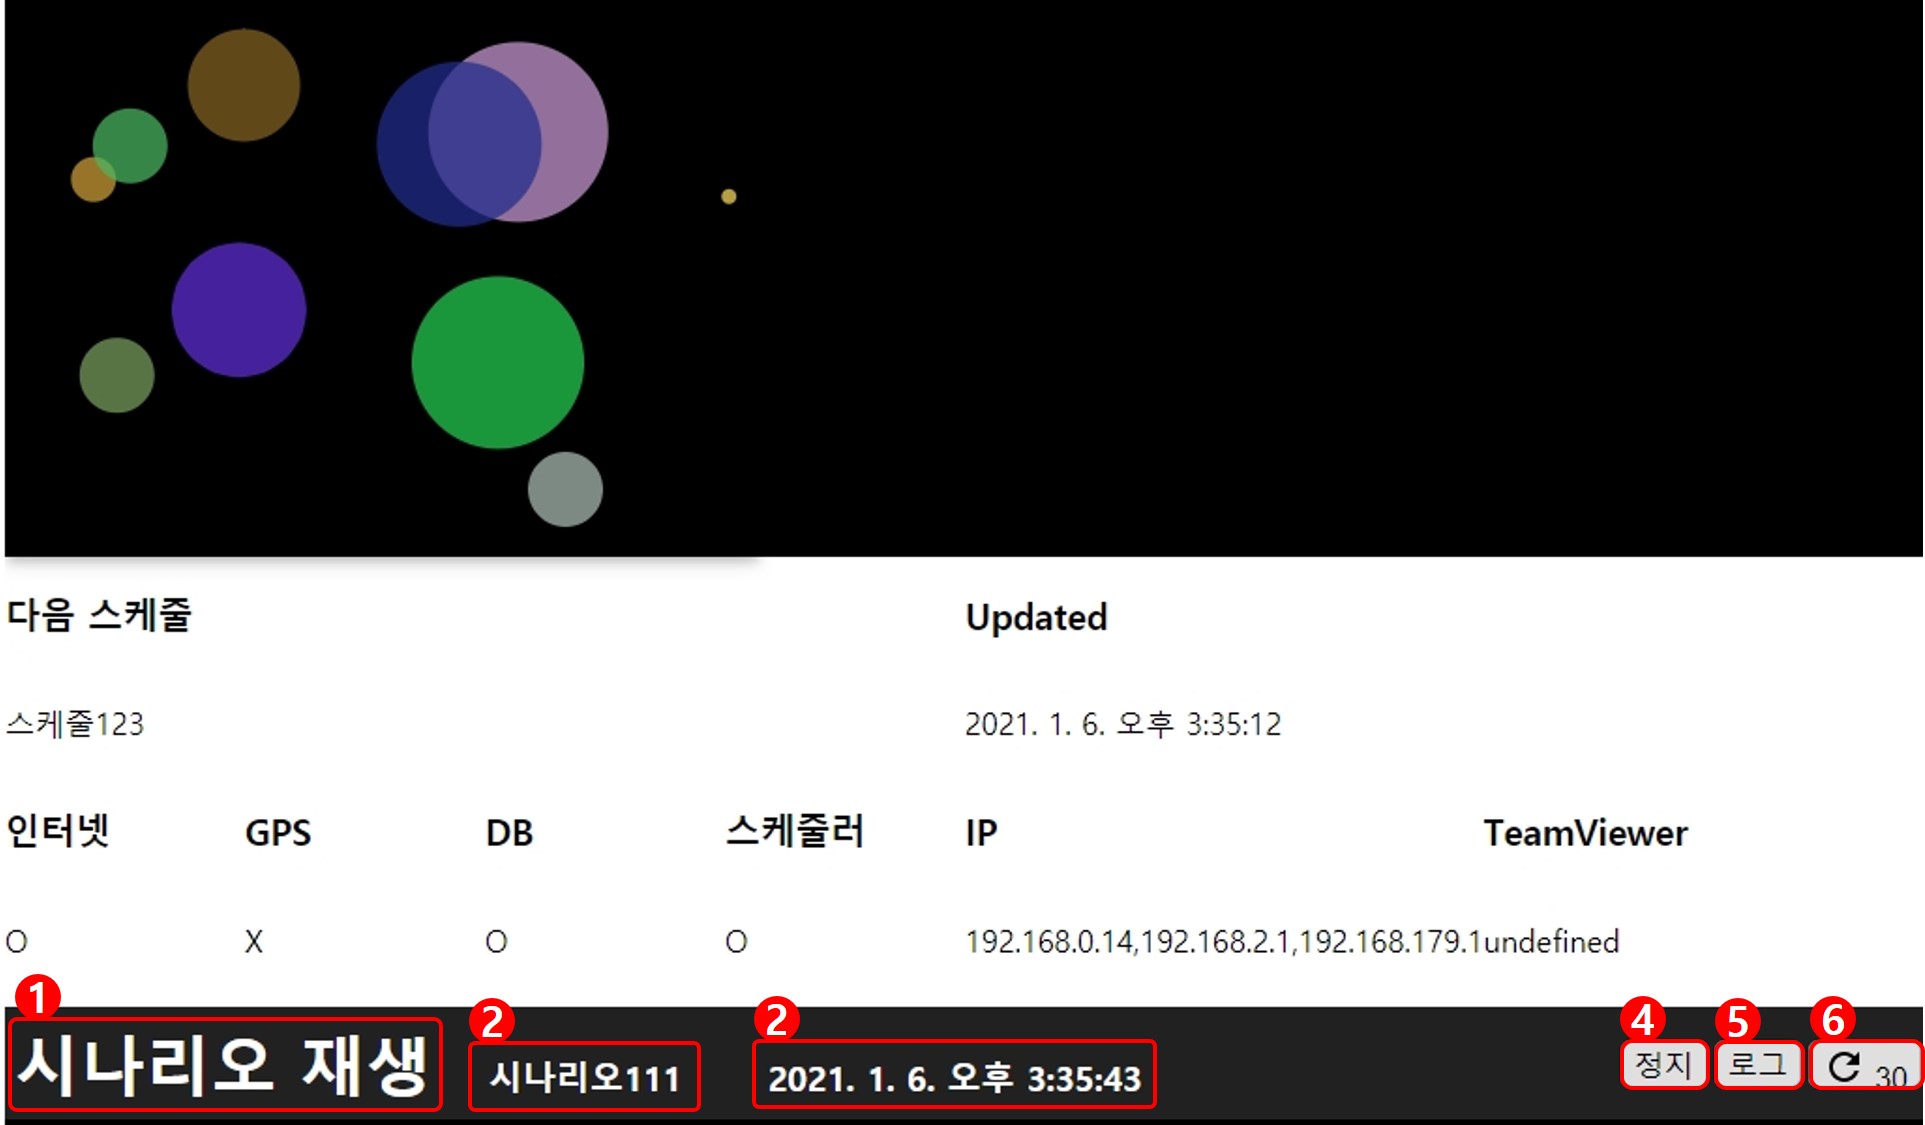 다음 스케줄 Updated
스케줄123 2021. 1. 6. 오후 3:35:12
인터넷 GPS DB 스케줄러 IP TeamViewer
O X O O 192.168.0.14,192.168.2.1,192.168.179.1undefined
1 2 2 4 5 6
시나리오 재생 시나리오111 2021. 1. 6. 오후 3:35:43 정지 로그 30